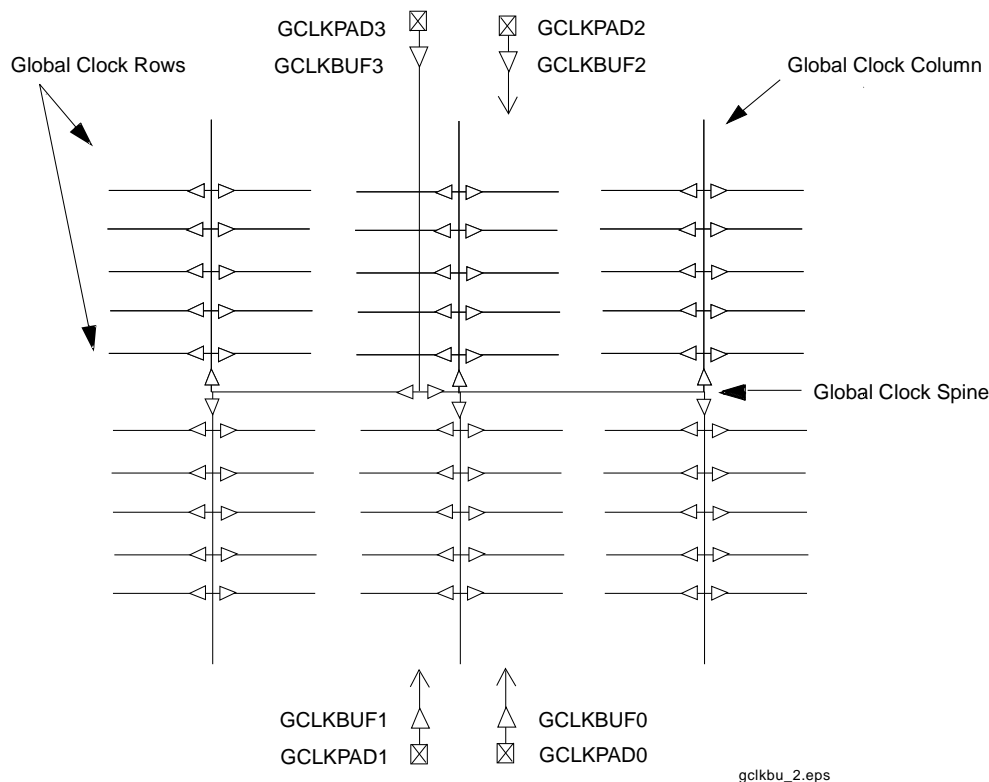 GCLKPAD3
GCLKPAD2
GCLKBUF3
GCLKBUF2
Global Clock Rows
Global Clock Column
Global Clock Spine
GCLKBUF1
GCLKBUF0
GCLKPAD1
GCLKPAD0
gclkbu_2.eps